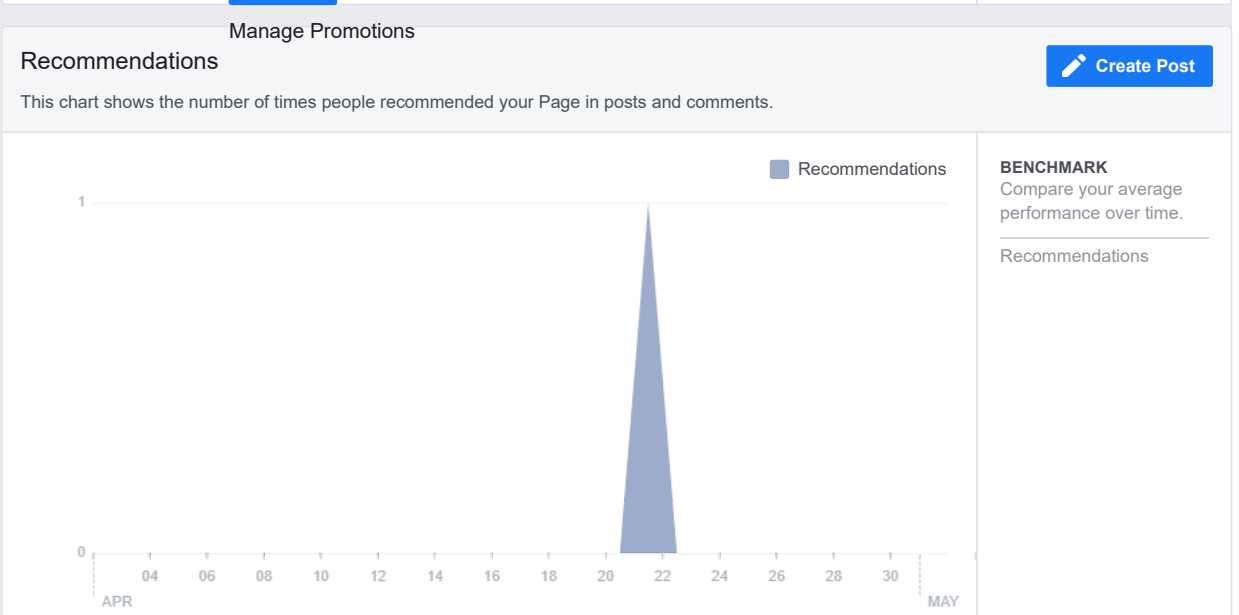 Manage Promotions
Recommendations
Create Post
This chart shows the number of times people recommended your Page in posts and comments.
Recommendations
BENCHMARK
Compare your average
performance over time.
Recommendations
1
0
04 06 08 10 12 14 16 18 20 22 24 26 28 30
APR MAY